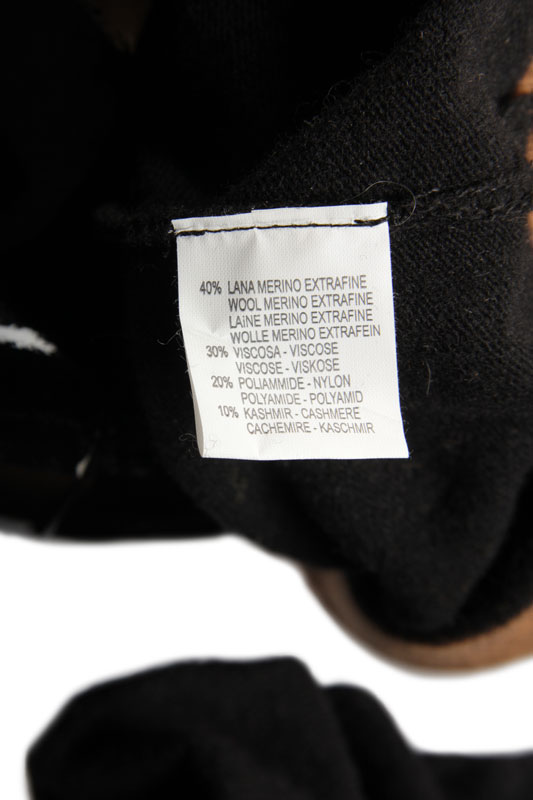 40% LANA MERINO EXTRAFINE
WOOL MERINO EXTRAFINE
LAiNE MERINO EXTRAFINE
WOLLE MERINO EXTRAFEIN
30% VISCOSA - VISCOSE
VISCOSE - VISKOSE
20% POLIAMMIDE - NYLON
POLYAMIDE - POLYAMID
10% KASHMIR - CASHMERE
CACHEMIRE - KASCHMIR